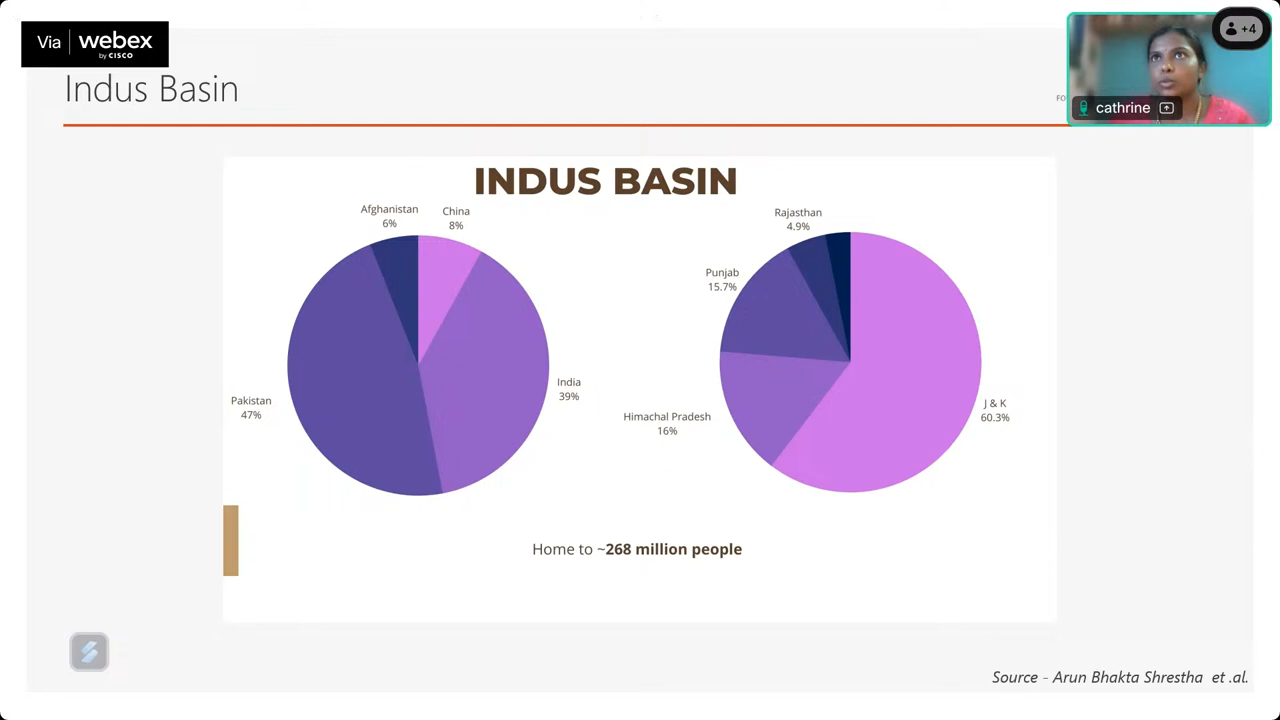 Via webex
by CISCO
+4
Indus Basin
FO
cathrine
INDUS BASIN
Afghanistan
6%
China
8%
India
39%
Pakistan
47%
Rajasthan
4.9%
Punjab
15.7%
Himachal Pradesh
16%
J & K
60.3%
Home to ~268 million people
Source - Arun Bhakta Shrestha et .al.